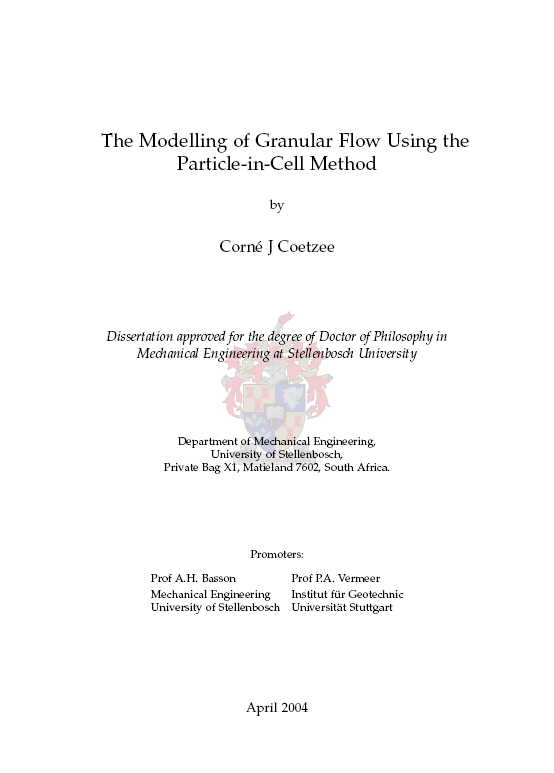 The Modelling of Granular Flow Using the
Particle-in-Cell Method
by
Corné J Coetzee
Dissertation approved for the degree of Doctor of Philosophy in
Mechanical Engineering at Stellenbosch University
Department of Mechanical Engineering,
University of Stellenbosch,
Private Bag X1, Matieland 7602, South Africa.
Promoters:
Prof A.H. Basson Prof P.A. Vermeer
Mechanical Engineering Institut für Geotechnic
University of Stellenbosch Universität Stuttgart
April 2004